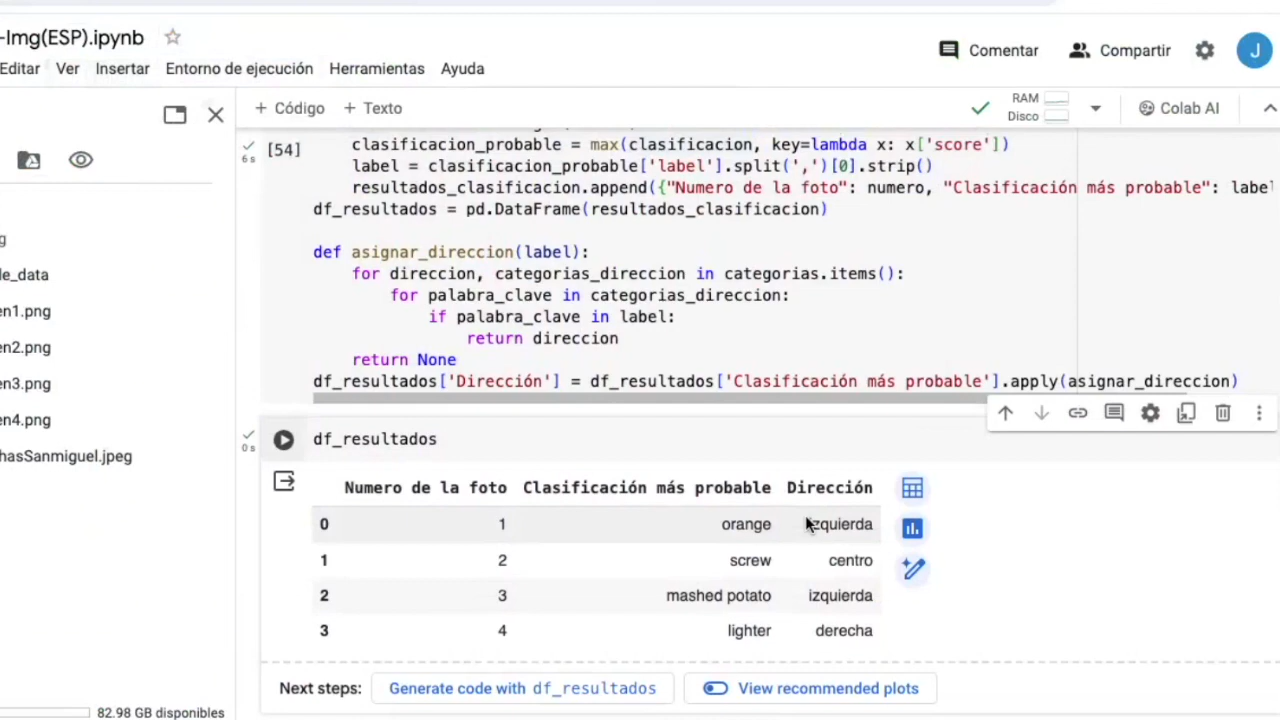 -Img(ESP).ipynb
Comentar
Compartir
J
Editar Ver Insertar Entorno de ejecución Herramientas Ayuda
+ Código + Texto
RAM
Disco
Colab AI
6 s
[54]
clasificacion_probable = max(clasificacion, key=lambda x: x['score'])
label = clasificacion_probable['label'].split(',')[0].strip()
resultados_clasificacion.append({"Numero de la foto": numero, "Clasificación más probable": label
df_resultados = pd.DataFrame(resultados_clasificacion)
def asignar_direccion(label):
for direccion, categorias_direccion in categorias.items():
for palabra_clave in categorias_direccion:
if palabra_clave in label:
return direccion
return None
df_resultados['Dirección'] = df_resultados['Clasificación más probable'].apply(asignar_direccion)
g
le_data
en1.png
en2.png
en3.png
en4.png
hasSanmiguel.jpeg
82.98 GB disponibles
0 s
df_resultados
Numero de la foto Clasificación más probable Dirección
0 1 orange izquierda
1 2 screw centro
2 3 mashed potato izquierda
3 4 lighter derecha
Next steps: Generate code with df_resultados View recommended plots